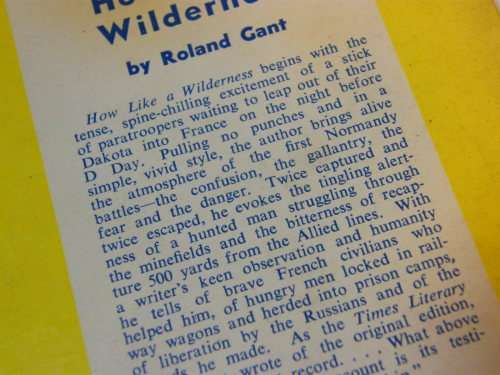 Wilderne
by Roland Gant
How Like a Wilderness begins with the
tense, spine-chilling excitement of a stick
of paratroopers waiting to leap out of their
Dakota into France on the night before
D Day. Pulling no punches and in a
simple, vivid style, the author brings alive
the atmosphere of the first Normandy
battles—the confusion, the gallantry, the
fear and the danger. Twice captured and
twice escaped, he evokes the tingling alert-
ness of a hunted man struggling through
the minefields and the bitterness of recap-
ture 500 yards from the Allied lines. With
a writer's keen observation and humanity
he tells of brave French civilians who
helped him, of hungry men locked in rail-
way wagons and herded into prison camps,
of liberation by the Russians and of the
ds he made. As the Times Literary
wrote of the original edition,
record. . . . What above
count is its testi-